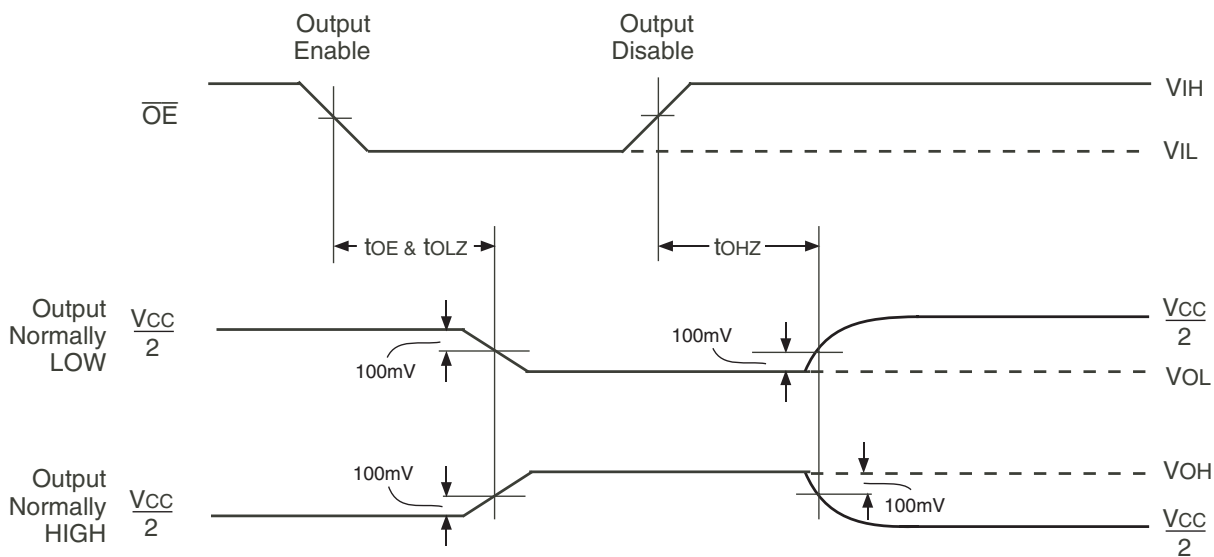 Output
Enable
Output
Disable
OE
VIH
VIL
tOE & tOLZ
tOHZ
Output
Normally
LOW
VCC
2
100mV
100mV
VCC
2
VOL
Output
Normally
HIGH
VCC
2
100mV
100mV
VOH
VCC
2